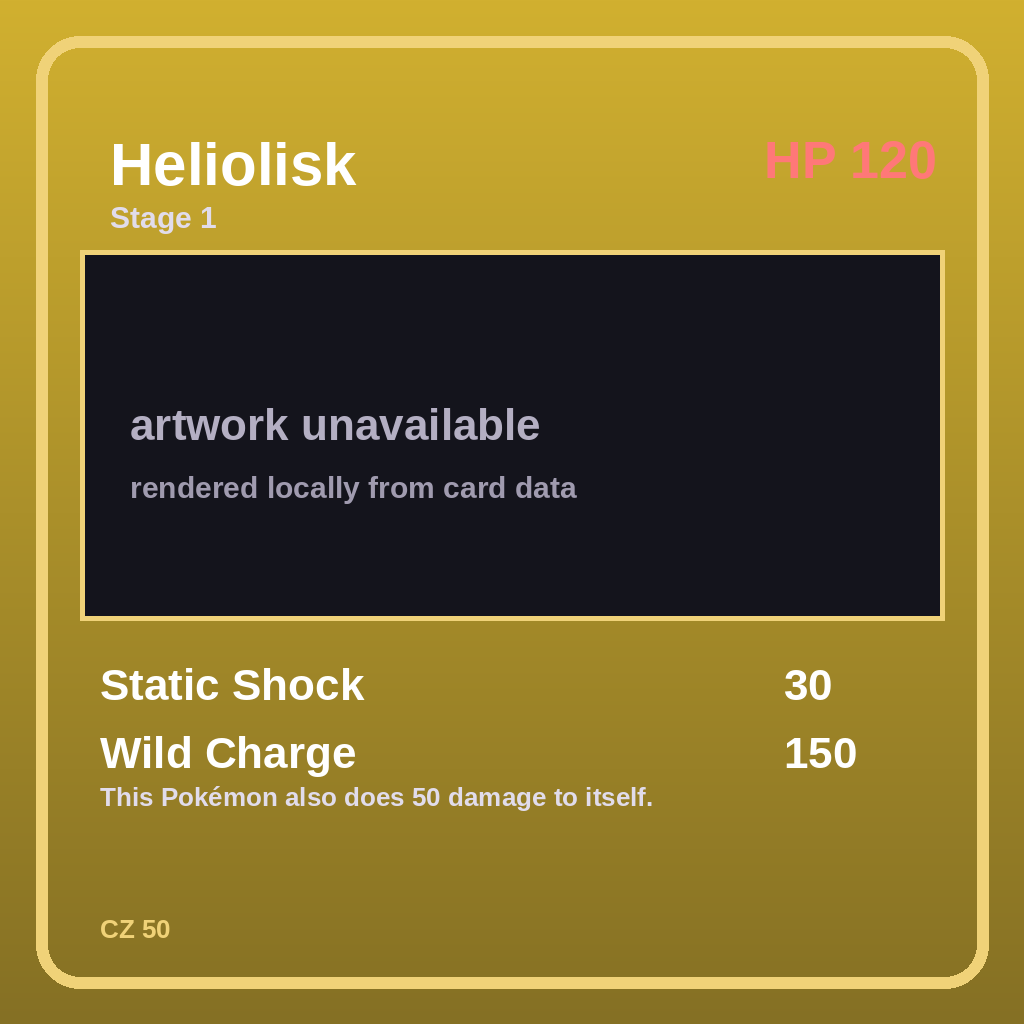 Heliolisk
HP 120
Stage 1
artwork unavailable
rendered locally from card data
Static Shock 30
Wild Charge 150
This Pokémon also does 50 damage to itself.
CZ 50